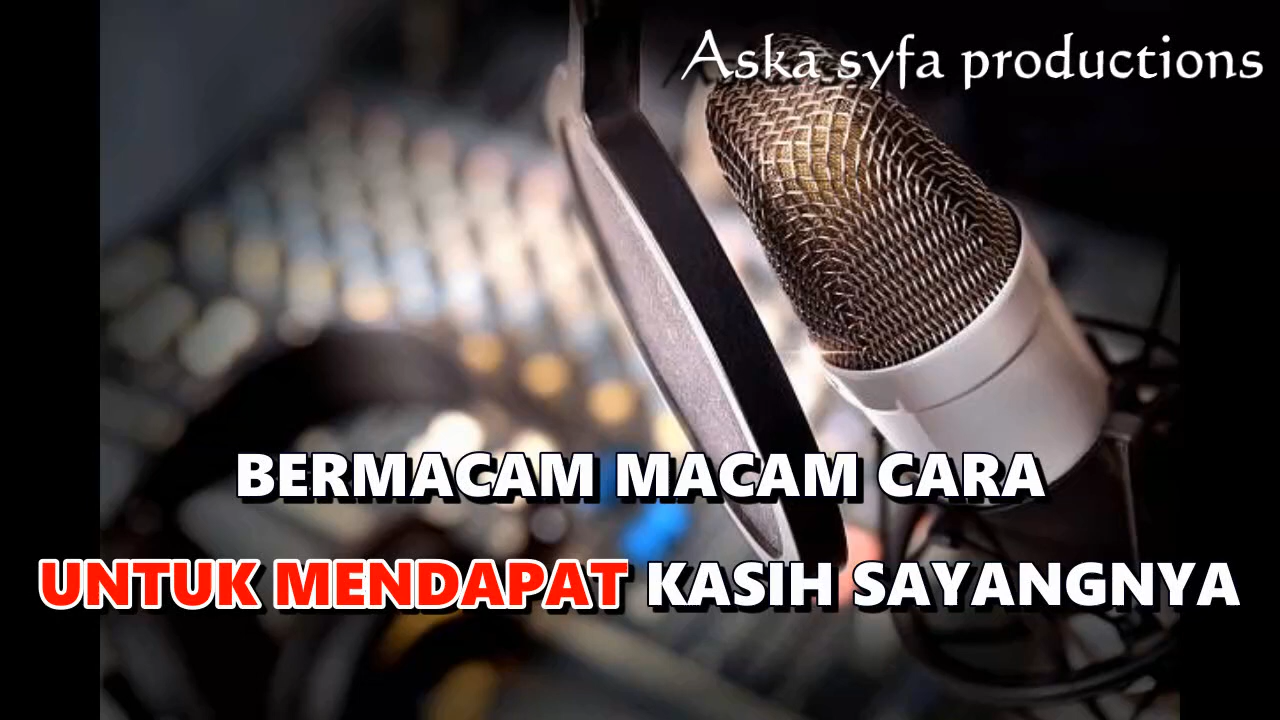 Aska syfa productions
BERMACAM MACAM CARA
UNTUK MENDAPAT KASIH SAYANGNYA